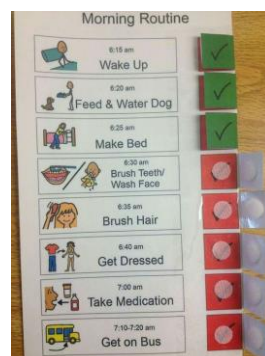 Morning Routine
6:15 am
Wake Up
6:20 am
Feed & Water Dog
6:25 am
Make Bed
6:30 am
Brush Teeth/
Wash Face
6:35 am
Brush Hair
6:40 am
Get Dressed
7:00 am
Take Medication
7:10-7:20 am
Get on Bus